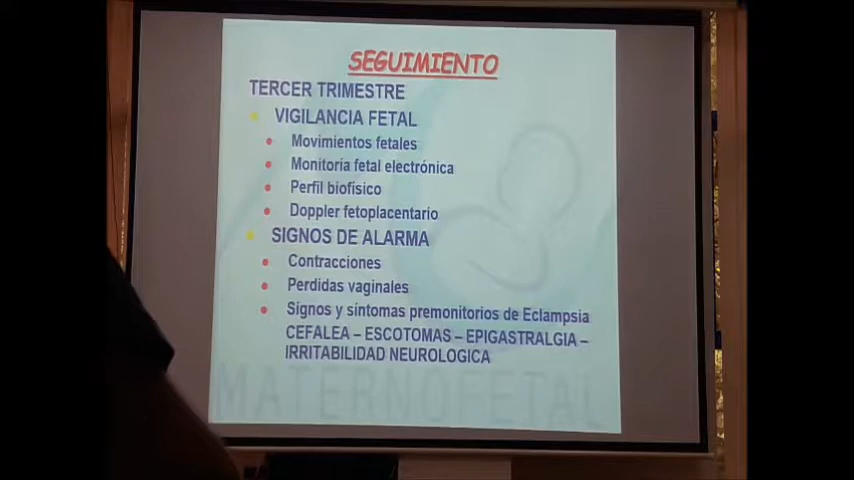 SEGUIMIENTO
TERCER TRIMESTRE
VIGILANCIA FETAL
Movimientos fetales
Monitoría fetal electrónica
Perfil biofísico
Doppler fetoplacentario
SIGNOS DE ALARMA
Contracciones
Perdidas vaginales
Signos y síntomas premonitorios de Eclampsia
CEFALEA – ESCOTOMAS – EPIGASTRALGIA –
IRRITABILIDAD NEUROLOGICA
MATERNOFETAL